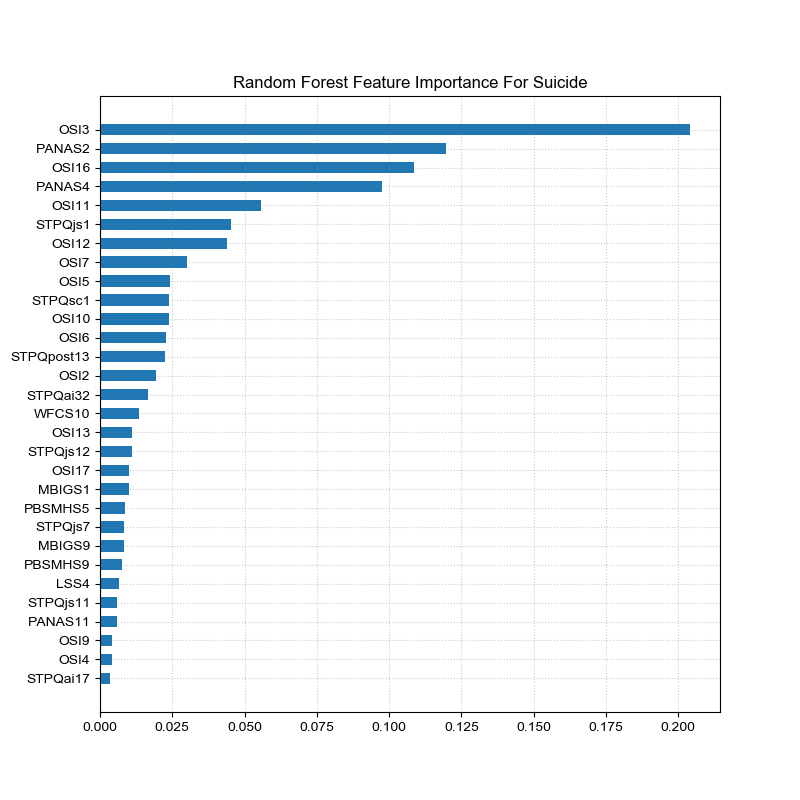 Random Forest Feature Importance For Suicide
OSI3
PANAS2
OSI16
PANAS4
OSI11
STPQjs1
OSI12
OSI7
OSI5
STPQsc1
OSI10
OSI6
STPQpost13
OSI2
STPQai32
WFCS10
OSI13
STPQjs12
OSI17
MBIGS1
PBSMHS5
STPQjs7
MBIGS9
PBSMHS9
LSS4
STPQjs11
PANAS11
OSI9
OSI4
STPQai17
0.000 0.025 0.050 0.075 0.100 0.125 0.150 0.175 0.200